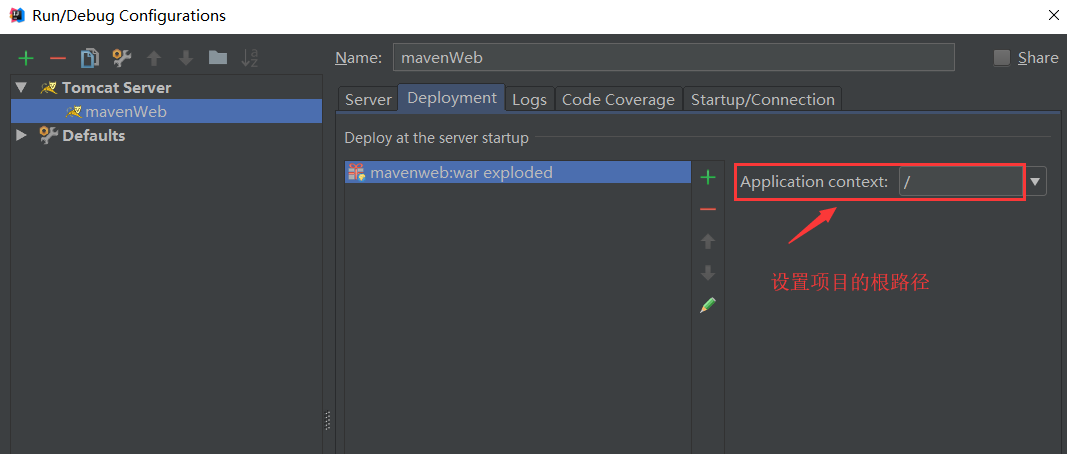 Run/Debug Configurations
Name: mavenWeb Share
Tomcat Server
mavenWeb
Defaults
Server Deployment Logs Code Coverage Startup/Connection
Deploy at the server startup
mavenweb:war exploded
Application context: /
设置项目的根路径